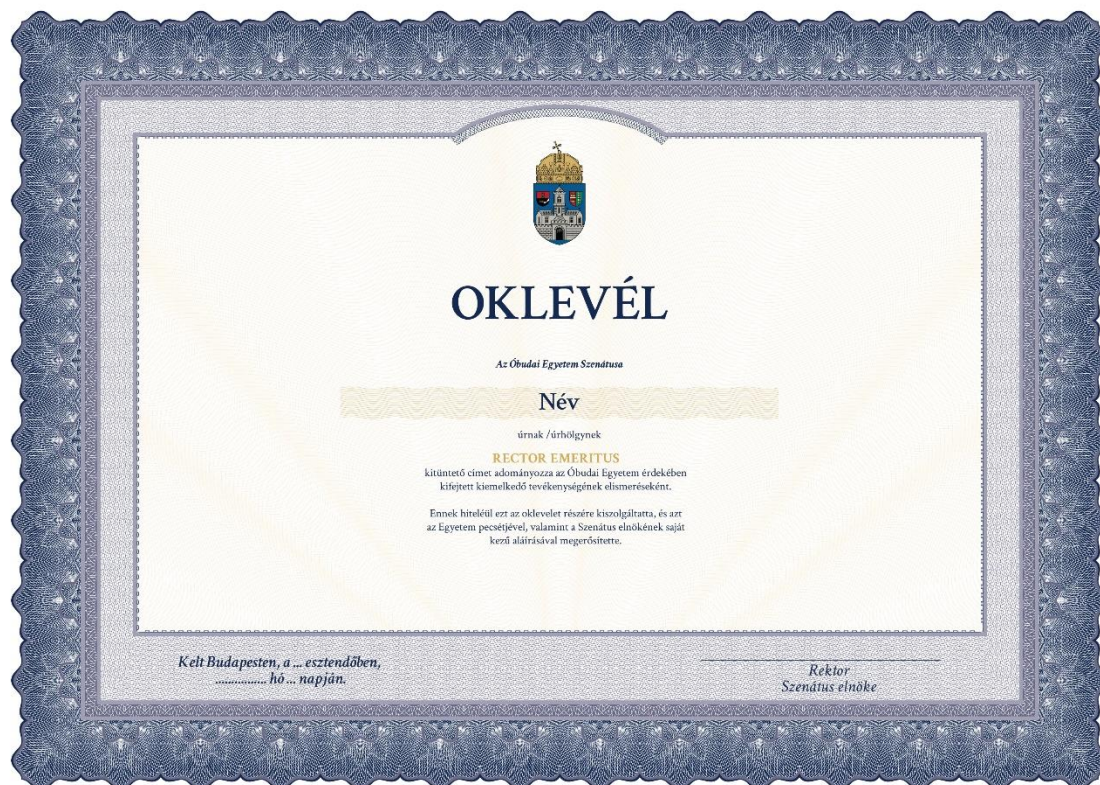 OKLEVÉL
Az Óbudai Egyetem Szenátusa
Név
úrnak /úrhölgynek
RECTOR EMERITUS
kitüntető címet adományozza az Óbudai Egyetem érdekében
kifejtett kiemelkedő tevékenységének elismeréseként.
Ennek hiteléül ezt az oklevelet részére kiszolgáltatta, és azt
az Egyetem pecsétjével, valamint a Szenátus elnökének saját
kezű aláírásával megerősítette.
Kelt Budapesten, a ... esztendőben,
................ hó ... napján.
Rektor
Szenátus elnöke